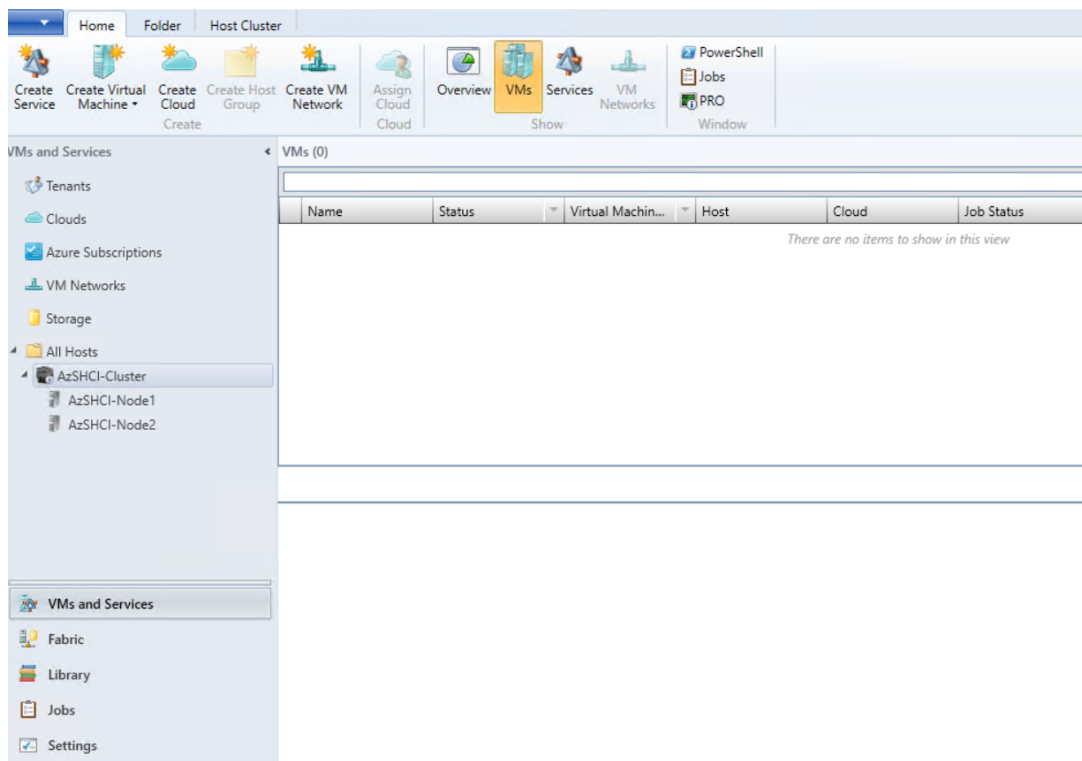 Home Folder Host Cluster
Create Service
Create Virtual Machine
Create Cloud
Create Host Group
Create VM Network
Assign Cloud
Overview
VMs
Services
VM Networks
PowerShell
Jobs
PRO
Create Cloud Show Window
VMs and Services
VMs (0)
Tenants
Clouds
Azure Subscriptions
VM Networks
Storage
All Hosts
AzSHCI-Cluster
AzSHCI-Node1
AzSHCI-Node2
Name Status Virtual Machin... Host Cloud Job Status
There are no items to show in this view
VMs and Services
Fabric
Library
Jobs
Settings